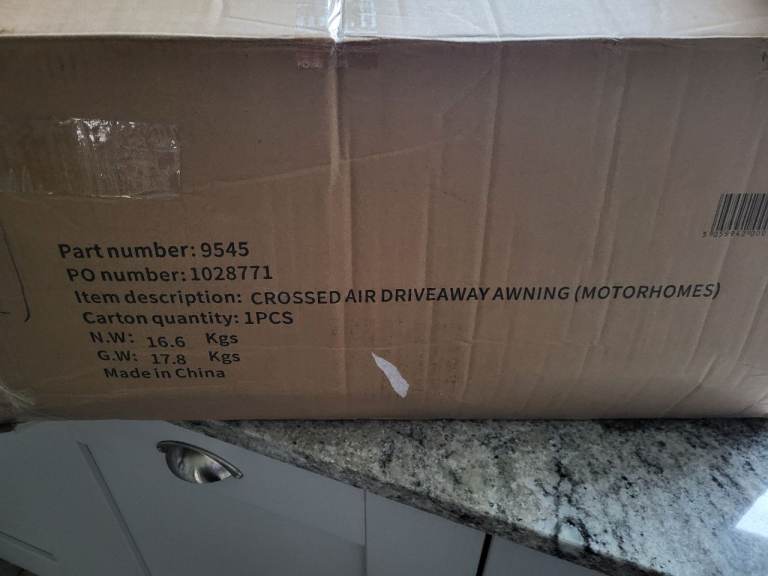 Part number: 9545
PO number: 1028771
Item description: CROSSED AIR DRIVEAWAY AWNING (MOTORHOMES)
Carton quantity: 1PCS
N.W: 16.6 Kgs
G.W: 17.8 Kgs
Made in China